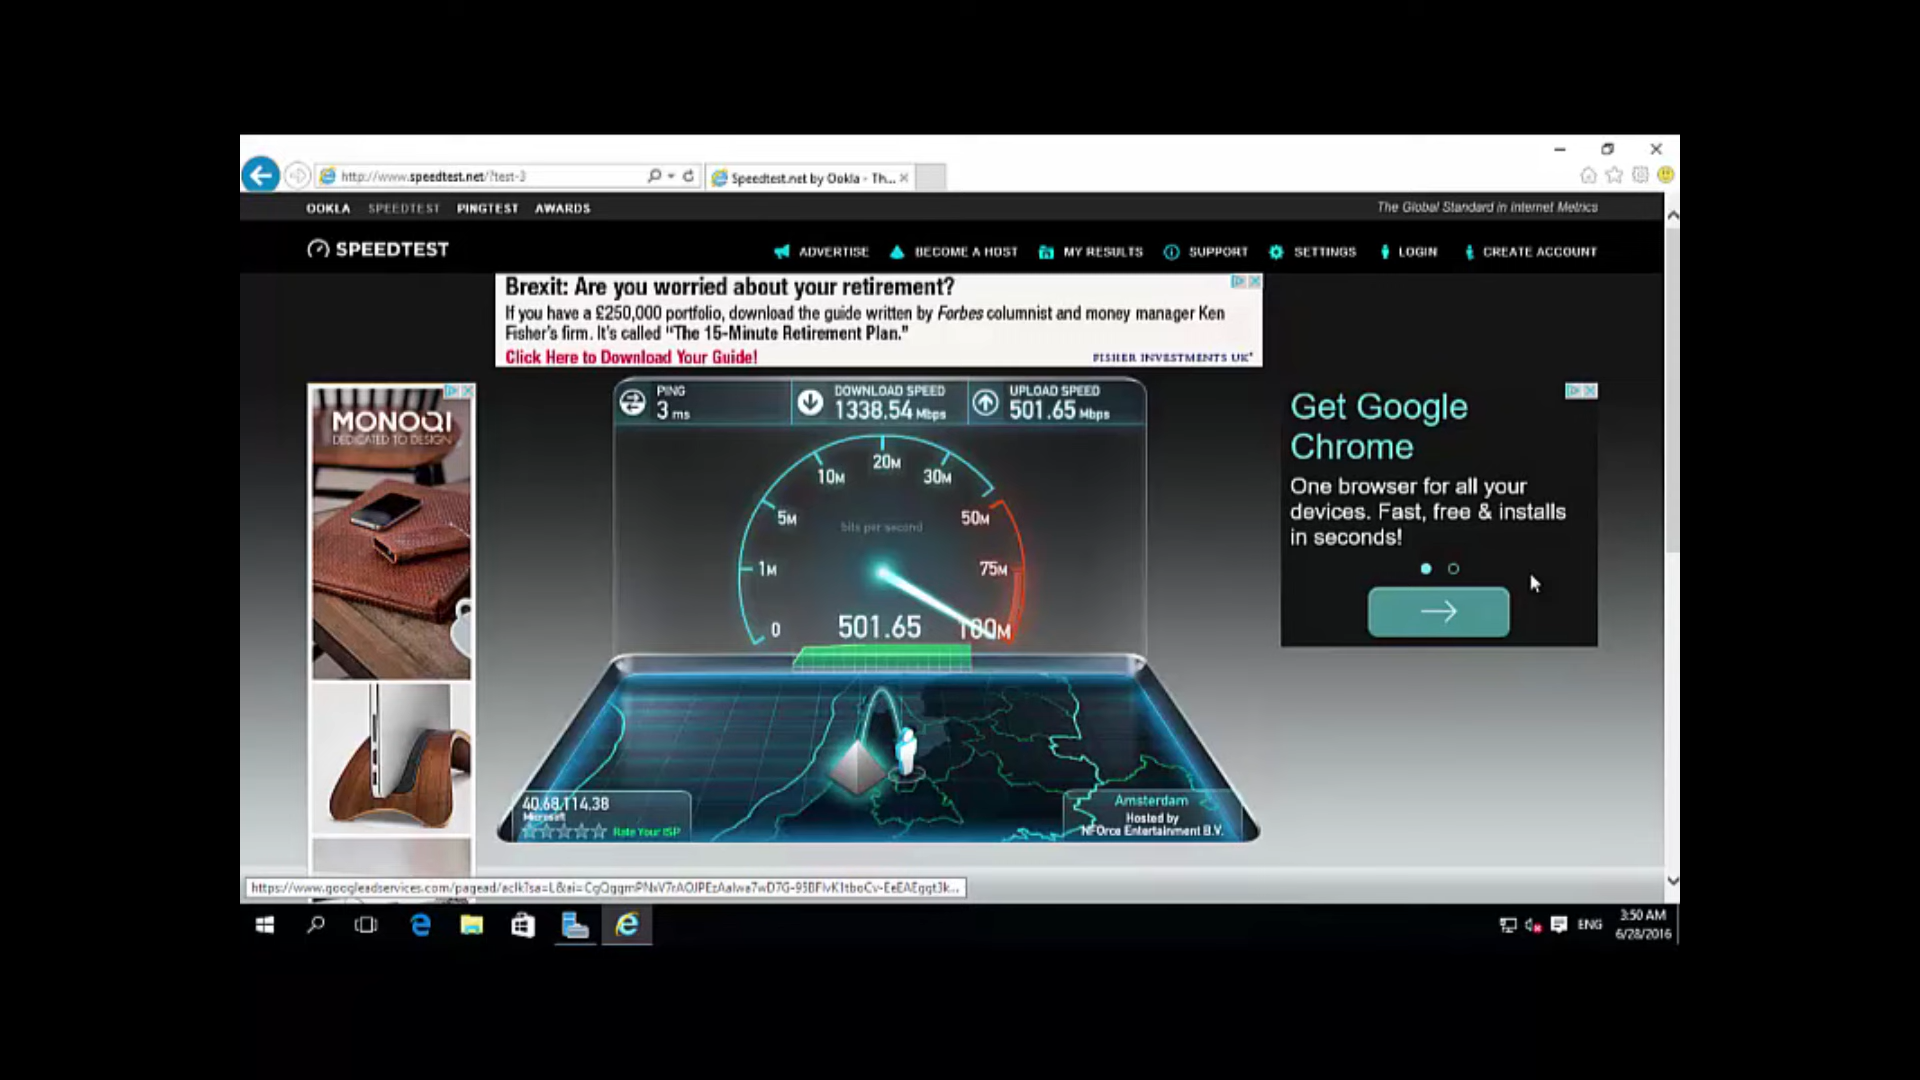 http://www.speedtest.net/?test-3
Speedtest.net by Ookla - Th...
OOKLA SPEEDTEST PINGTEST AWARDS
The Global Standard in Internet Metrics
SPEEDTEST
ADVERTISE BECOME A HOST MY RESULTS SUPPORT SETTINGS LOGIN CREATE ACCOUNT
Brexit: Are you worried about your retirement?
If you have a £250,000 portfolio, download the guide written by Forbes columnist and money manager Ken
Fisher's firm. It's called "The 15-Minute Retirement Plan."
Click Here to Download Your Guide!
FISHER INVESTMENTS UK
MONOQI
DEDICATED TO DESIGN
PING
3 ms
DOWNLOAD SPEED
1338.54 Mbps
UPLOAD SPEED
501.65 Mbps
Get Google
Chrome
One browser for all your
devices. Fast, free & installs
in seconds!
20M
10M
30M
5M
50M
bits per second
1M
75M
0
501.65
100M
40.68.114.38
Microsoft
Rate Your ISP
Amsterdam
Hosted by
NFOrce Entertainment B.V.
ENG
3:50 AM
6/28/2016